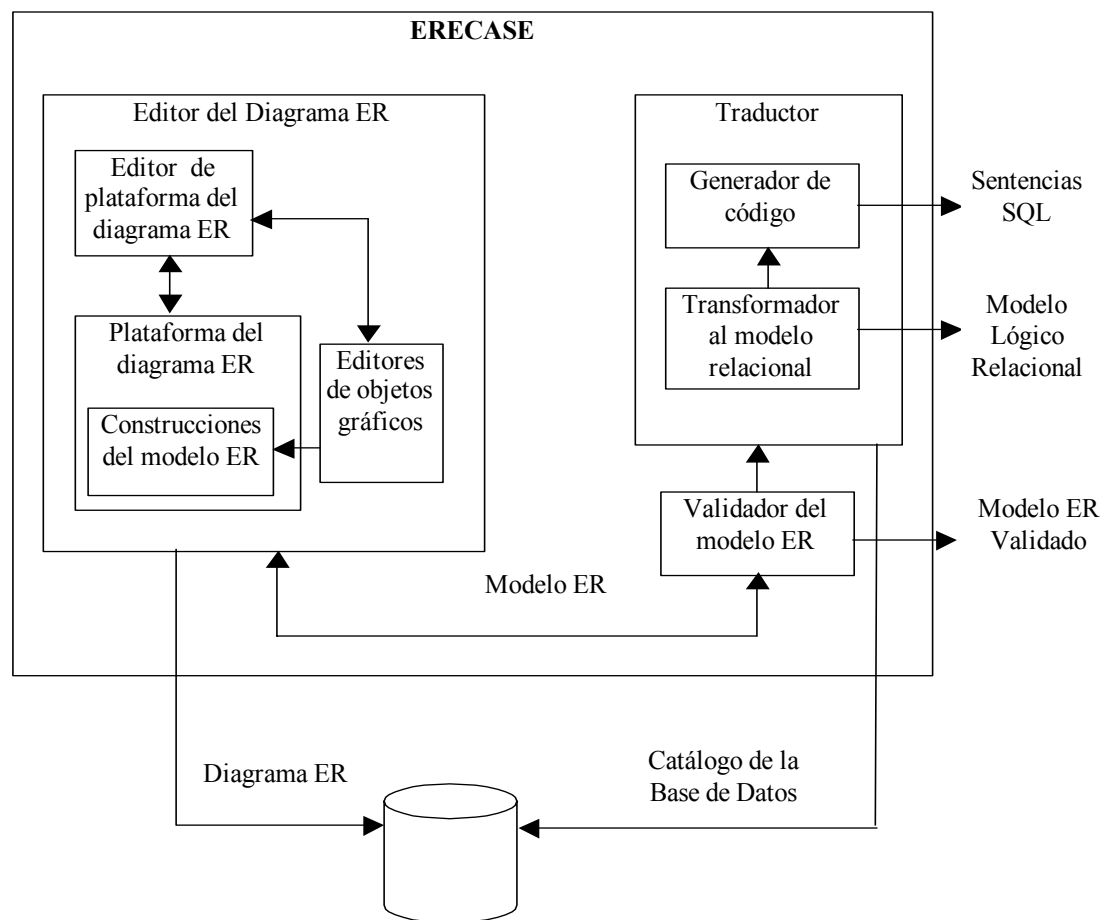 ERECASE
Editor del Diagrama ER
Editor de
plataforma del
diagrama ER
Plataforma del
diagrama ER
Construcciones
del modelo ER
Editores
de objetos
gráficos
Traductor
Generador de
código
Transformador
al modelo
relacional
Sentencias
SQL
Modelo
Lógico
Relacional
Validador del
modelo ER
Modelo ER
Validado
Modelo ER
Diagrama ER
Catálogo de la
Base de Datos